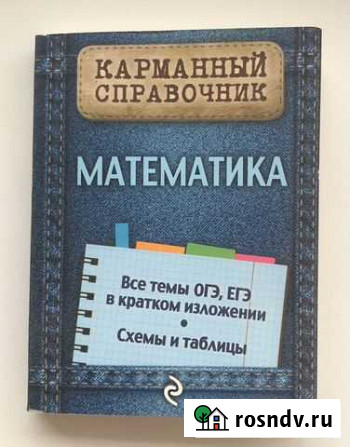 КАРМАННЫЙ
СПРАВОЧНИК
МАТЕМАТИКА
Все темы ОГЭ, ЕГЭ
в кратком изложении
•
Схемы и таблицы
rosndv.ru